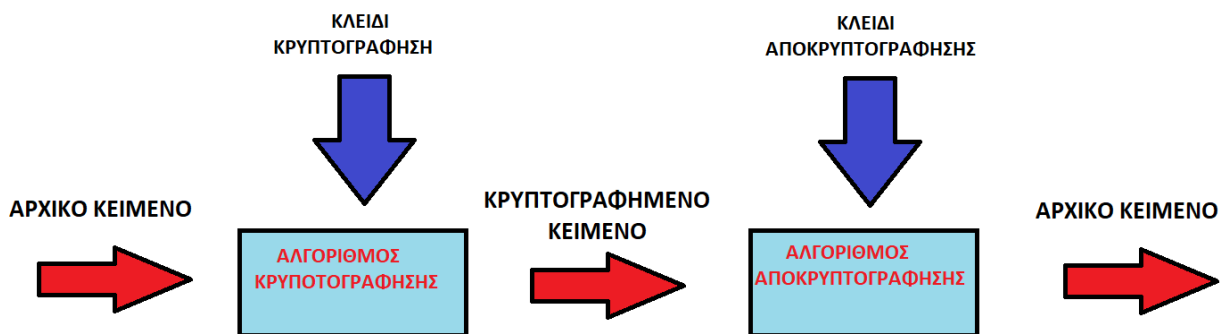 ΚΛΕΙΔΙ
ΚΡΥΠΤΟΓΡΑΦΗΣΗ
ΚΛΕΙΔΙ
ΑΠΟΚΡΥΠΤΟΓΡΑΦΗΣΗΣ
ΑΡΧΙΚΟ ΚΕΙΜΕΝΟ
ΑΛΓΟΡΙΘΜΟΣ
ΚΡΥΠΟΤΟΓΡΑΦΗΣΗΣ
ΚΡΥΠΤΟΓΡΑΦΗΜΕΝΟ
ΚΕΙΜΕΝΟ
ΑΛΓΟΡΙΘΜΟΣ
ΑΠΟΚΡΥΠΤΟΓΡΑΦΗΣΗΣ
ΑΡΧΙΚΟ ΚΕΙΜΕΝΟ